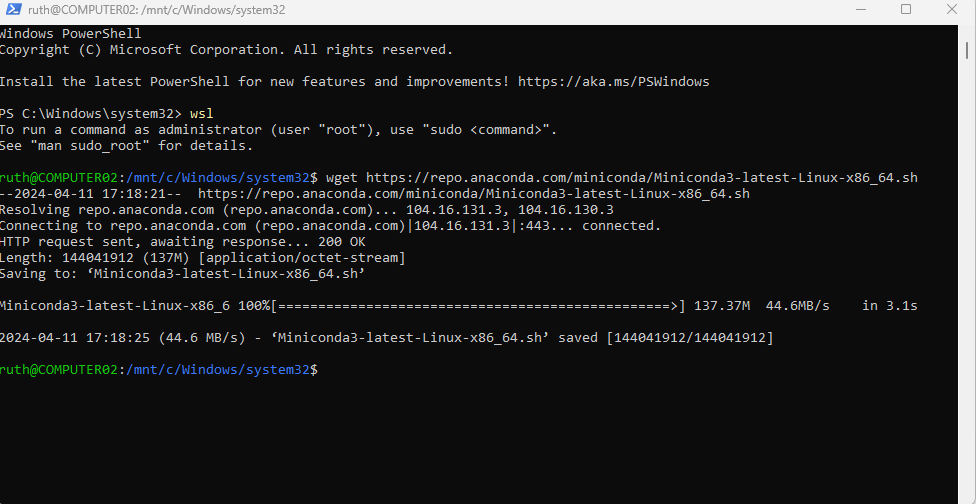 ruth@COMPUTER02: /mnt/c/Windows/system32
Windows PowerShell
Copyright (C) Microsoft Corporation. All rights reserved.
Install the latest PowerShell for new features and improvements! https://aka.ms/PSWindows
PS C:\Windows\system32> wsl
To run a command as administrator (user "root"), use "sudo <command>".
See "man sudo_root" for details.
ruth@COMPUTER02:/mnt/c/Windows/system32$ wget https://repo.anaconda.com/miniconda/Miniconda3-latest-Linux-x86_64.sh
--2024-04-11 17:18:21--  https://repo.anaconda.com/miniconda/Miniconda3-latest-Linux-x86_64.sh
Resolving repo.anaconda.com (repo.anaconda.com)... 104.16.131.3, 104.16.130.3
Connecting to repo.anaconda.com (repo.anaconda.com)|104.16.131.3|:443... connected.
HTTP request sent, awaiting response... 200 OK
Length: 144041912 (137M) [application/octet-stream]
Saving to: ‘Miniconda3-latest-Linux-x86_64.sh’
Miniconda3-latest-Linux-x86_6 100%[=================================================>] 137.37M  44.6MB/s    in 3.1s
2024-04-11 17:18:25 (44.6 MB/s) - ‘Miniconda3-latest-Linux-x86_64.sh’ saved [144041912/144041912]
ruth@COMPUTER02:/mnt/c/Windows/system32$